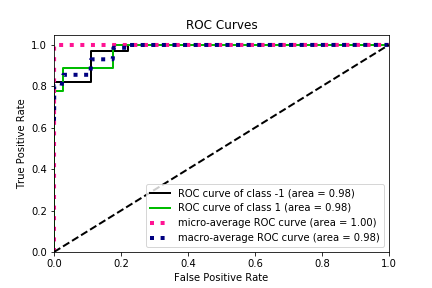 ROC Curves
1.0
0.8
0.6
0.4
0.2
0.0
True Positive Rate
ROC curve of class -1 (area = 0.98)
ROC curve of class 1 (area = 0.98)
micro-average ROC curve (area = 1.00)
macro-average ROC curve (area = 0.98)
0.0 0.2 0.4 0.6 0.8 1.0
False Positive Rate